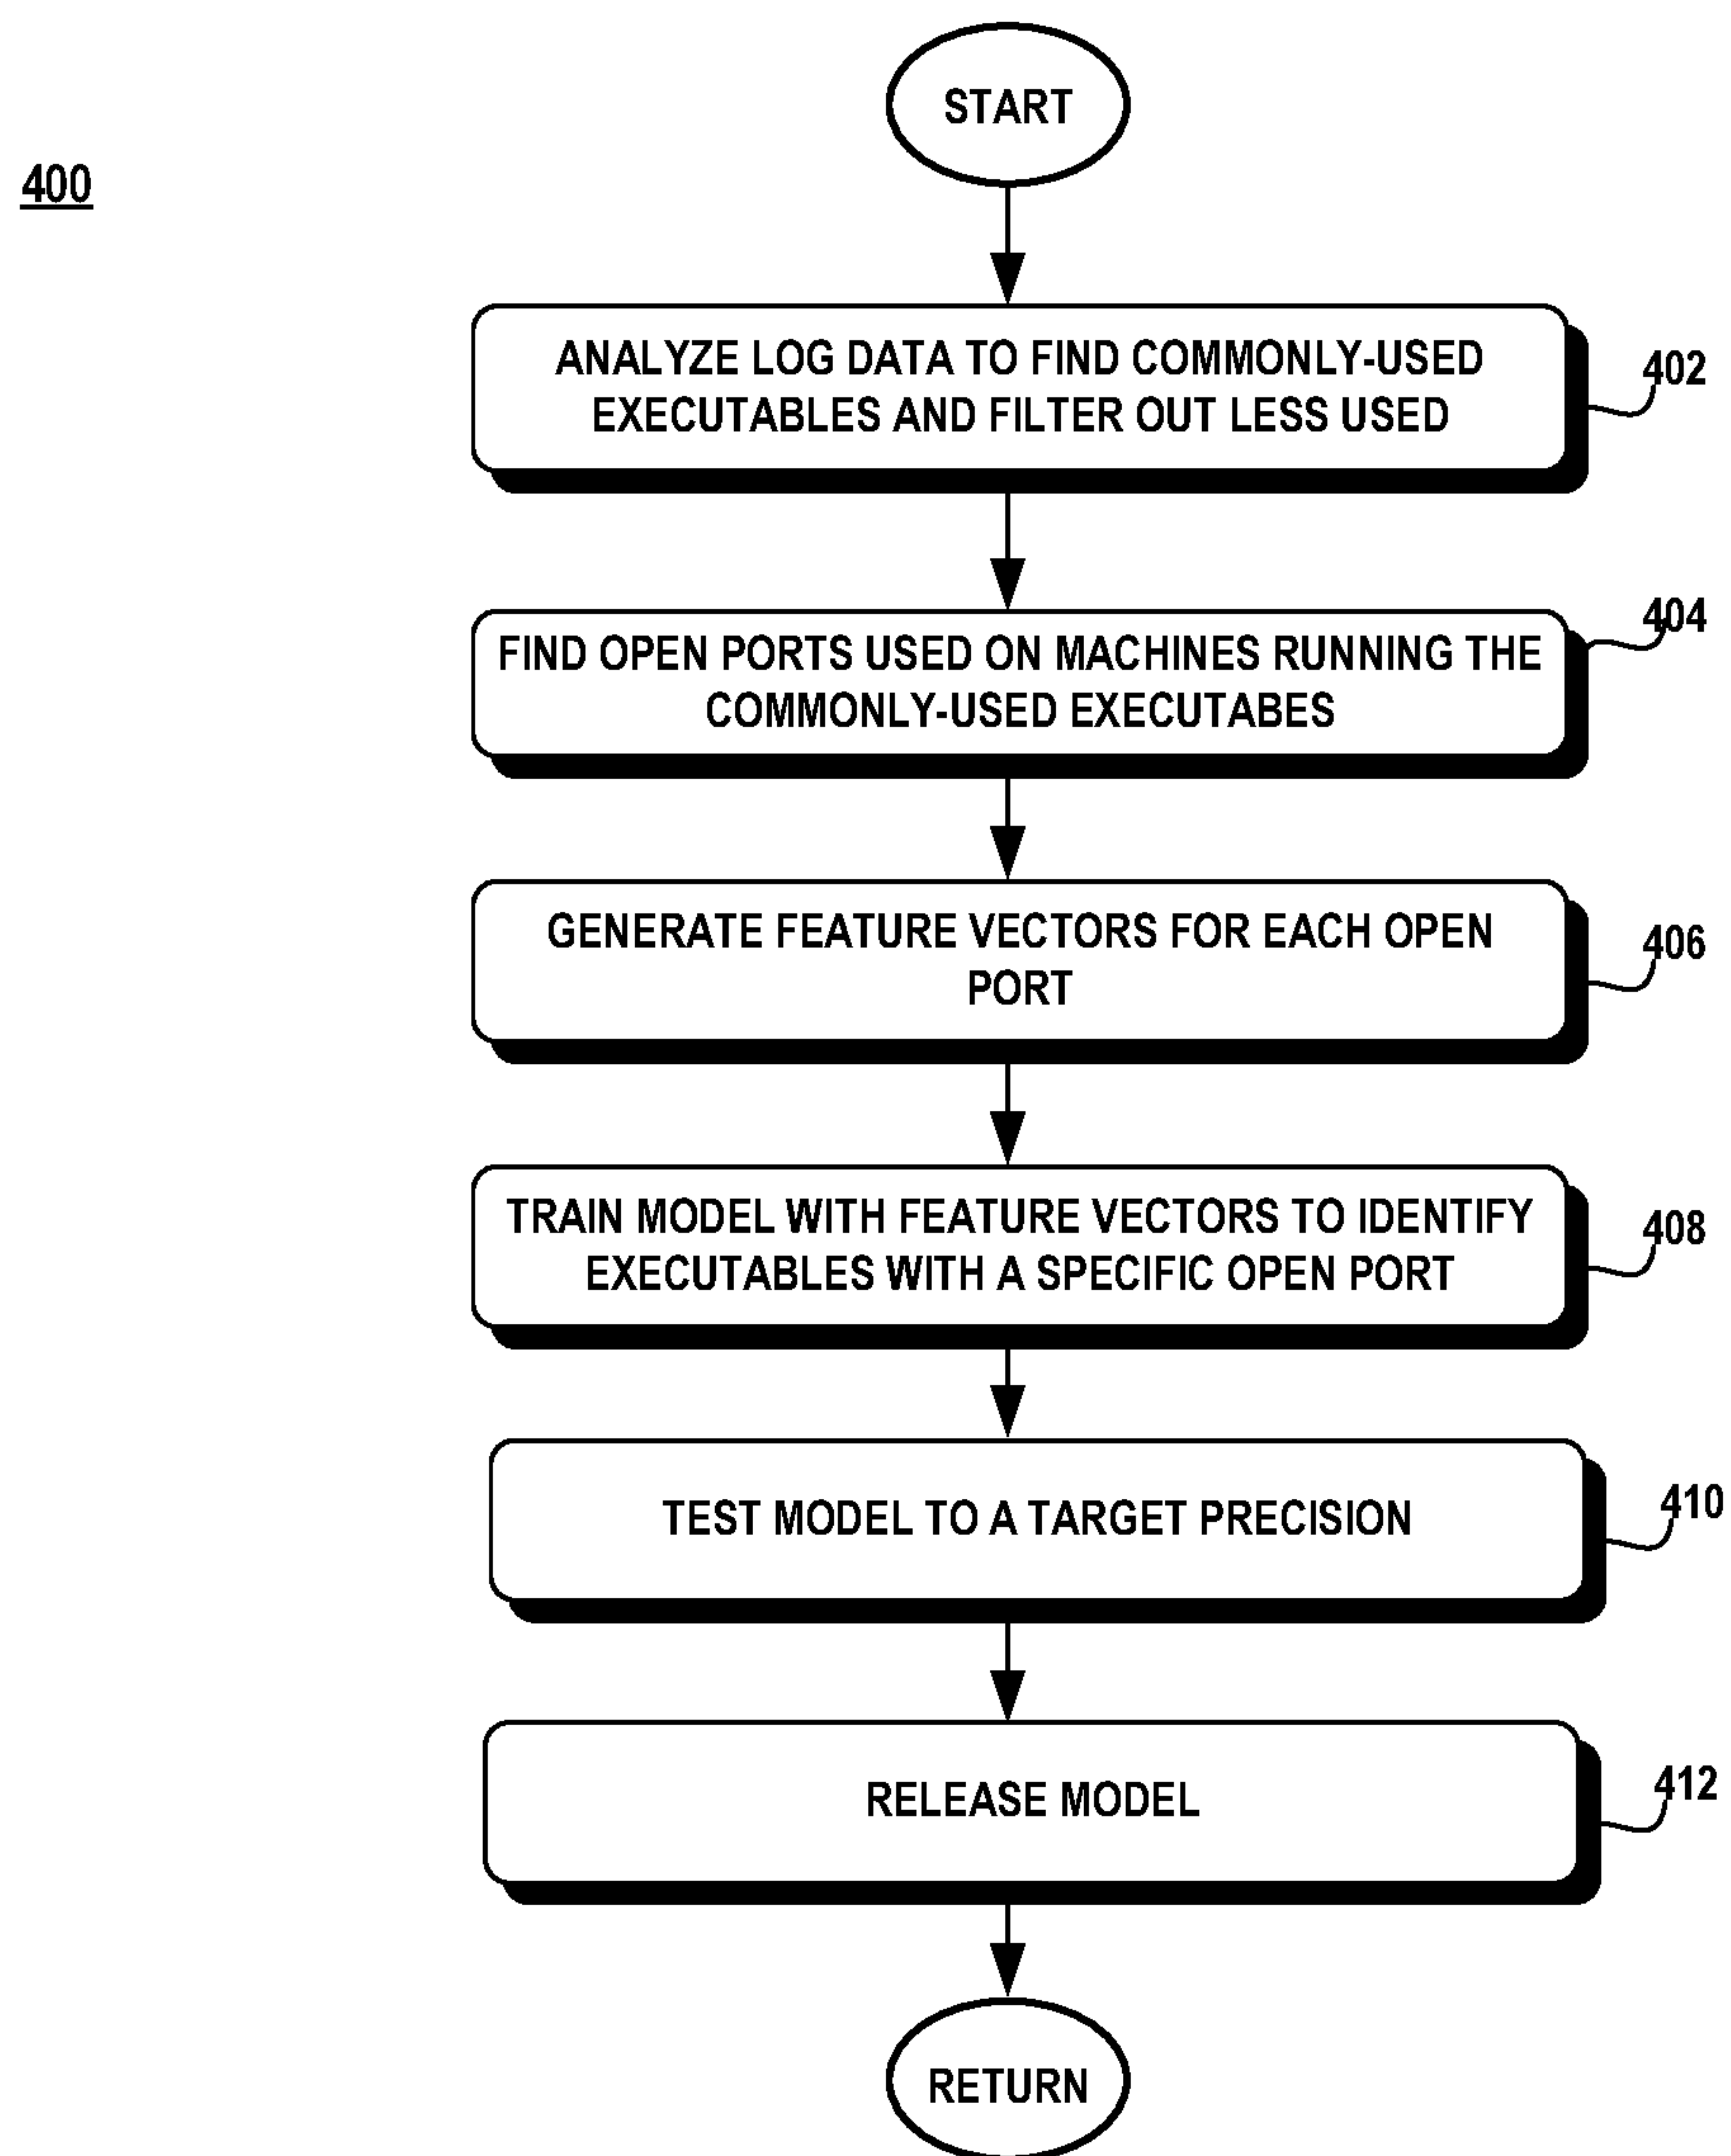 START
400
ANALYZE LOG DATA TO FIND COMMONLY-USED
EXECUTABLES AND FILTER OUT LESS USED
402
FIND OPEN PORTS USED ON MACHINES RUNNING THE
COMMONLY-USED EXECUTABES
404
GENERATE FEATURE VECTORS FOR EACH OPEN
PORT
406
TRAIN MODEL WITH FEATURE VECTORS TO IDENTIFY
EXECUTABLES WITH A SPECIFIC OPEN PORT
408
TEST MODEL TO A TARGET PRECISION
410
RELEASE MODEL
412
RETURN